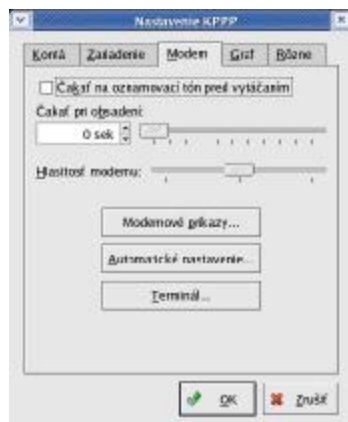 Nastavenie KPPP
Kontá Zariadenie Modem Graf Rôzne
Čakať na oznamovací tón pred vytáčaním
Čakať pri obsadení:
0 sek
Hlasitosť modemu:
Modemové príkazy...
Automatické nastavenie...
Terminál...
OK Zrušiť